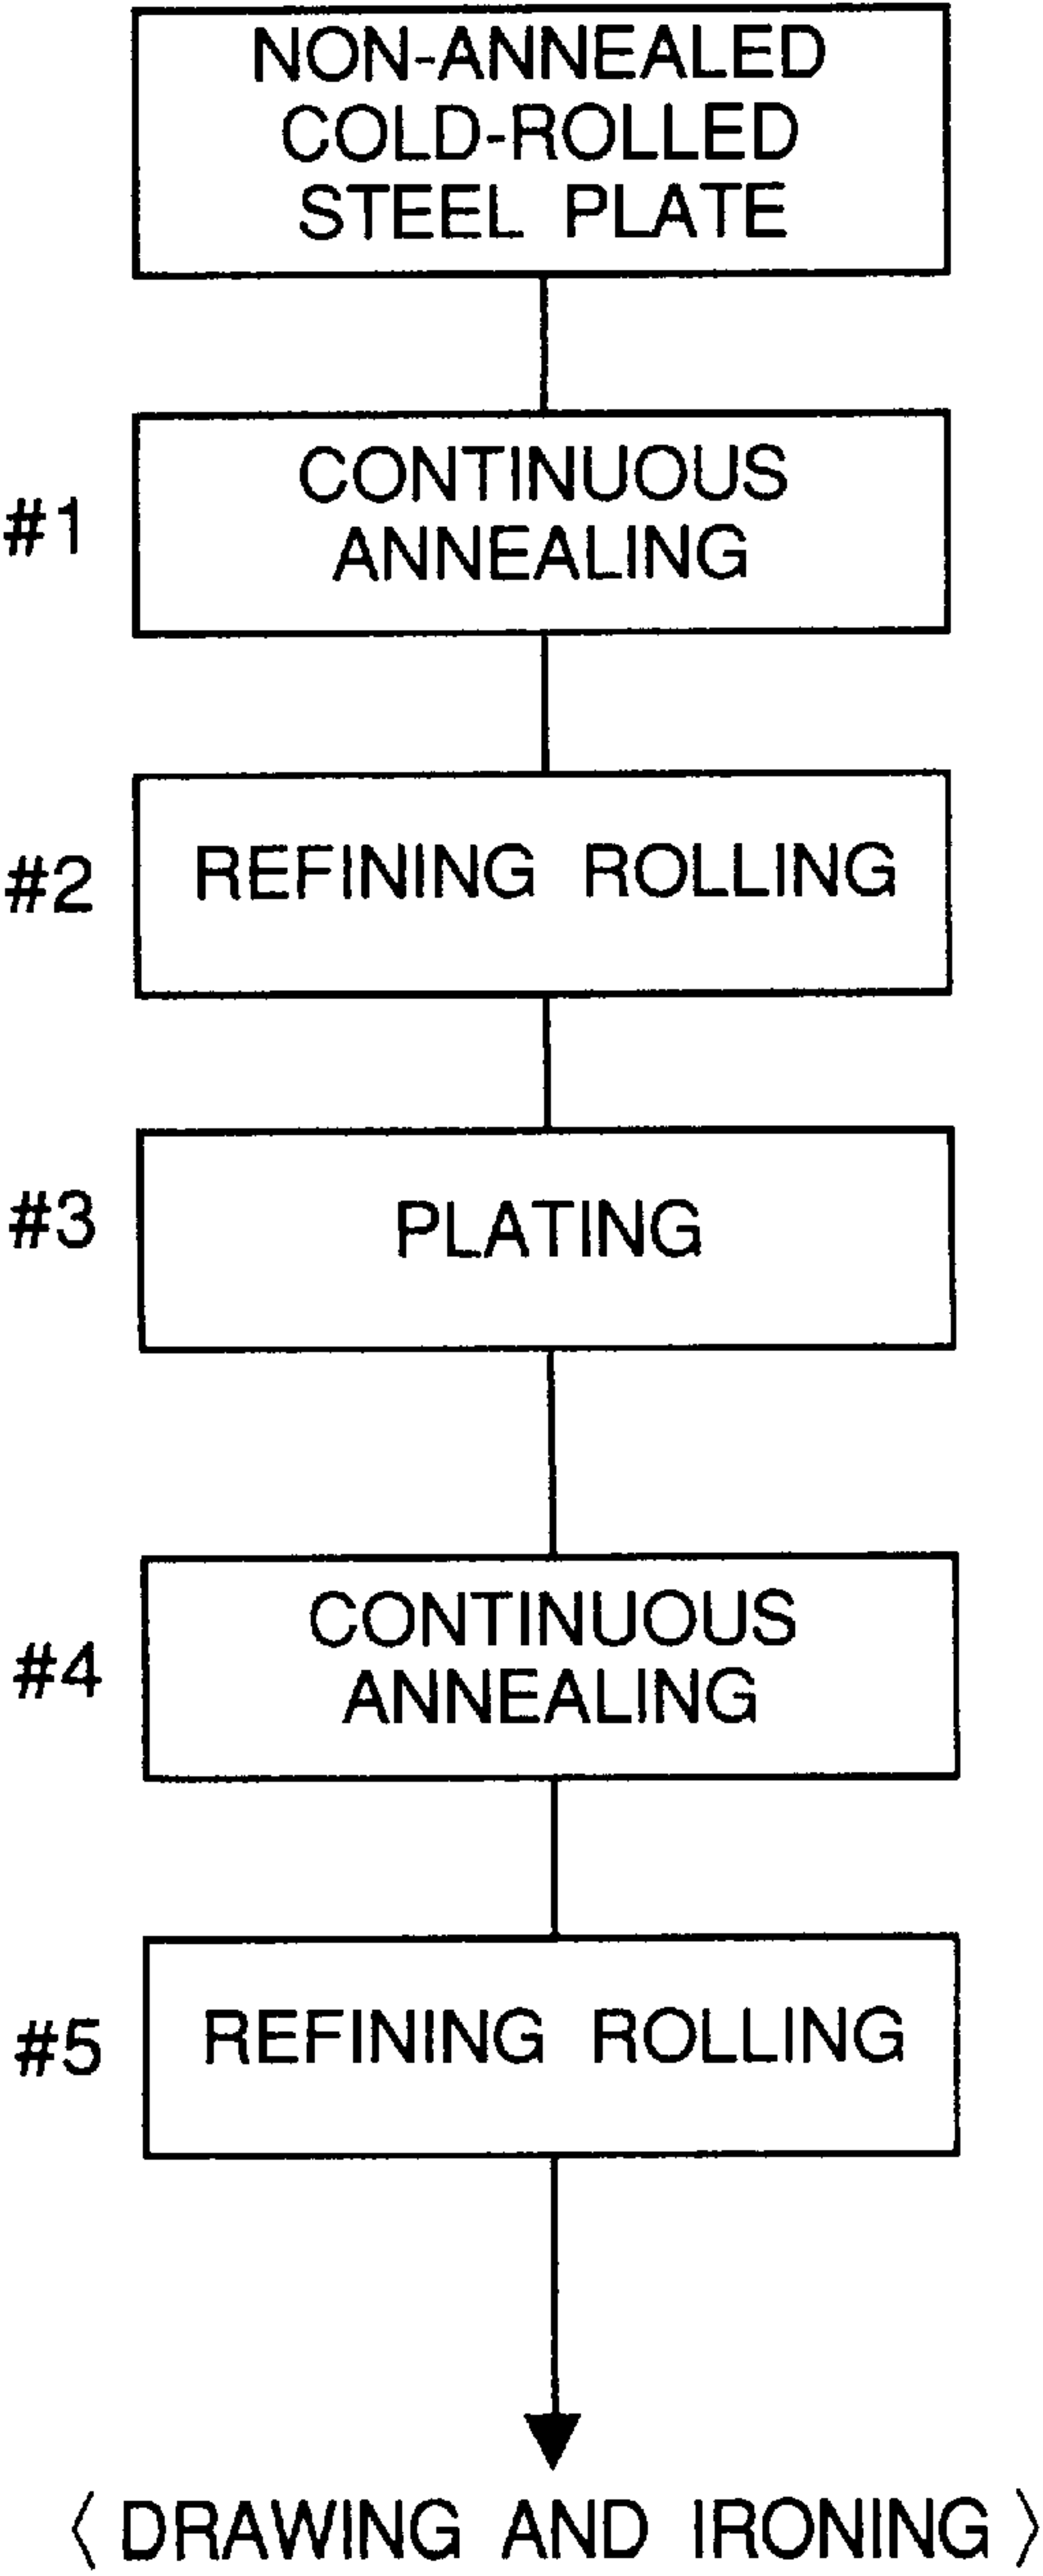 NON-ANNEALED
COLD-ROLLED
STEEL PLATE
#1
CONTINUOUS
ANNEALING
#2
REFINING ROLLING
#3
PLATING
#4
CONTINUOUS
ANNEALING
#5
REFINING ROLLING
〈 DRAWING AND IRONING 〉